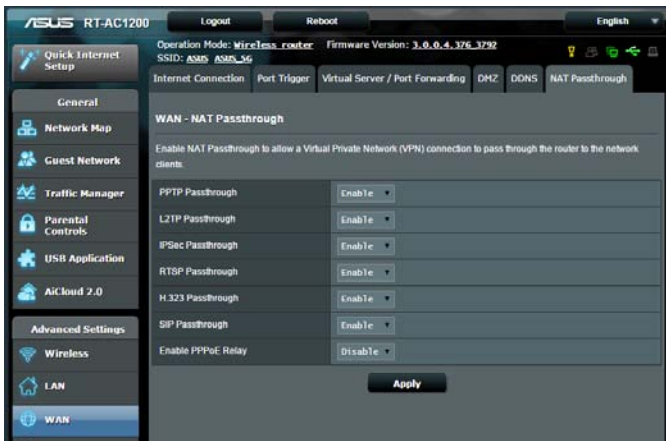 ASUS RT-AC1200
Logout
Reboot
English
Quick Internet
Setup
Operation Mode: Wireless router Firmware Version: 3.0.0.4.376_3792
SSID: ASUS ASUS_5G
Internet Connection
Port Trigger
Virtual Server / Port Forwarding
DMZ
DDNS
NAT Passthrough
General
Network Map
Guest Network
Traffic Manager
Parental
Controls
USB Application
AiCloud 2.0
Advanced Settings
Wireless
LAN
WAN
WAN - NAT Passthrough
Enable NAT Passthrough to allow a Virtual Private Network (VPN) connection to pass through the router to the network
clients.
PPTP Passthrough Enable
L2TP Passthrough Enable
IPSec Passthrough Enable
RTSP Passthrough Enable
H.323 Passthrough Enable
SIP Passthrough Enable
Enable PPPoE Relay Disable
Apply